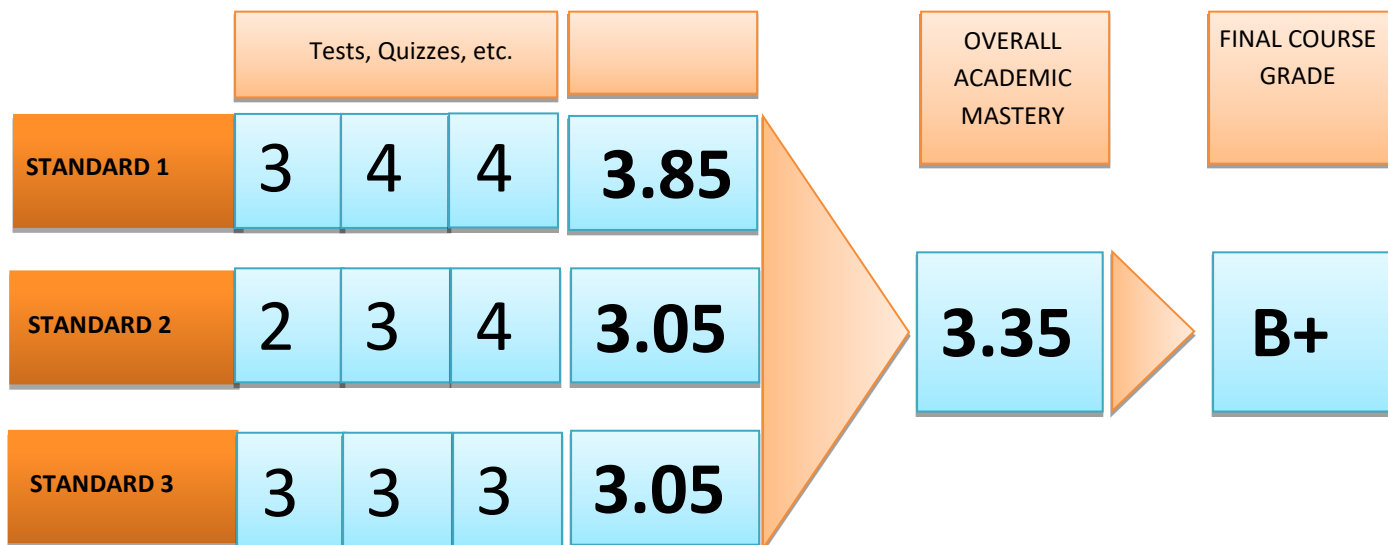 Tests, Quizzes, etc.
OVERALL
ACADEMIC
MASTERY
FINAL COURSE
GRADE
STANDARD 1 3 4 4 3.85
STANDARD 2 2 3 4 3.05
3.35 B+
STANDARD 3 3 3 3 3.05